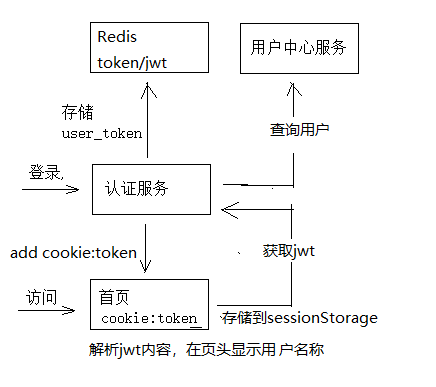 Redis
token/jwt
用户中心服务
存储
user_token
查询用户
登录,
认证服务
add cookie:token
获取jwt
访问
首页
cookie:token
存储到sessionStorage
解析jwt内容，在页头显示用户名称